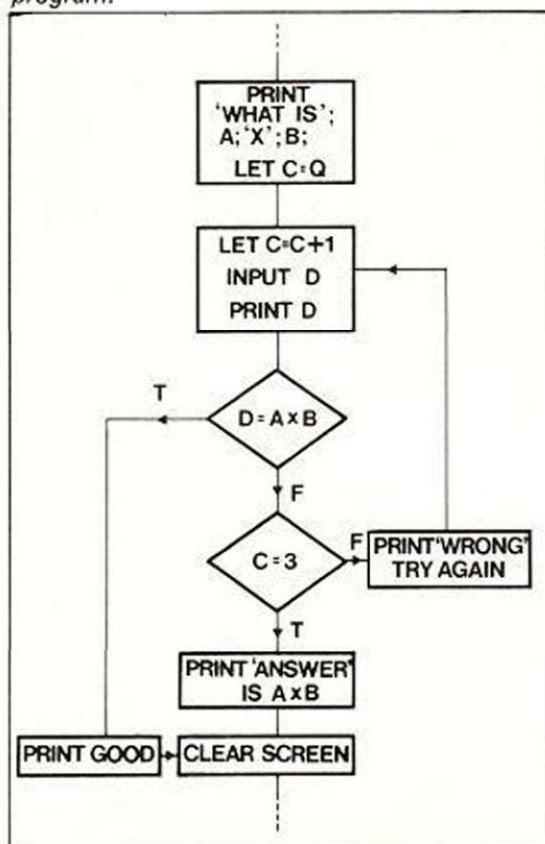 program.
PRINT
'WHAT IS';
A;'X';B;
LET C=Q
LET C=C+1
INPUT D
PRINT D
T
D=A×B
F
C=3
F
PRINT'WRONG'
TRY AGAIN
T
PRINT'ANSWER'
IS A×B
PRINT GOOD
CLEAR SCREEN